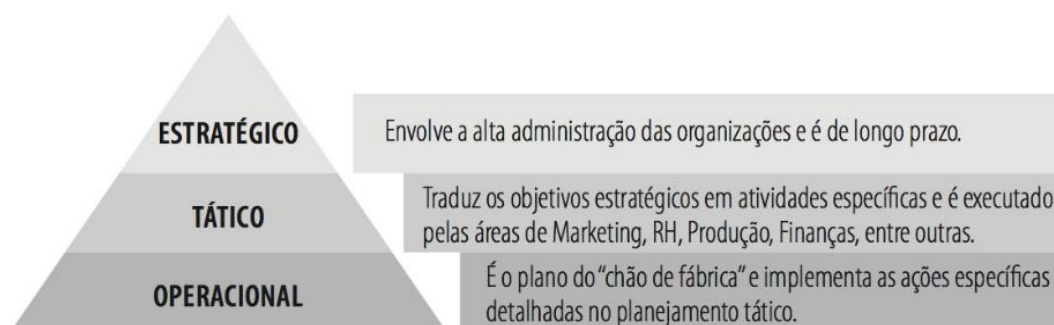 ESTRATÉGICO
Envolve a alta administração das organizações e é de longo prazo.
TÁTICO
Traduz os objetivos estratégicos em atividades específicas e é executado
pelas áreas de Marketing, RH, Produção, Finanças, entre outras.
OPERACIONAL
É o plano do “chão de fábrica” e implementa as ações específicas
detalhadas no planejamento tático.